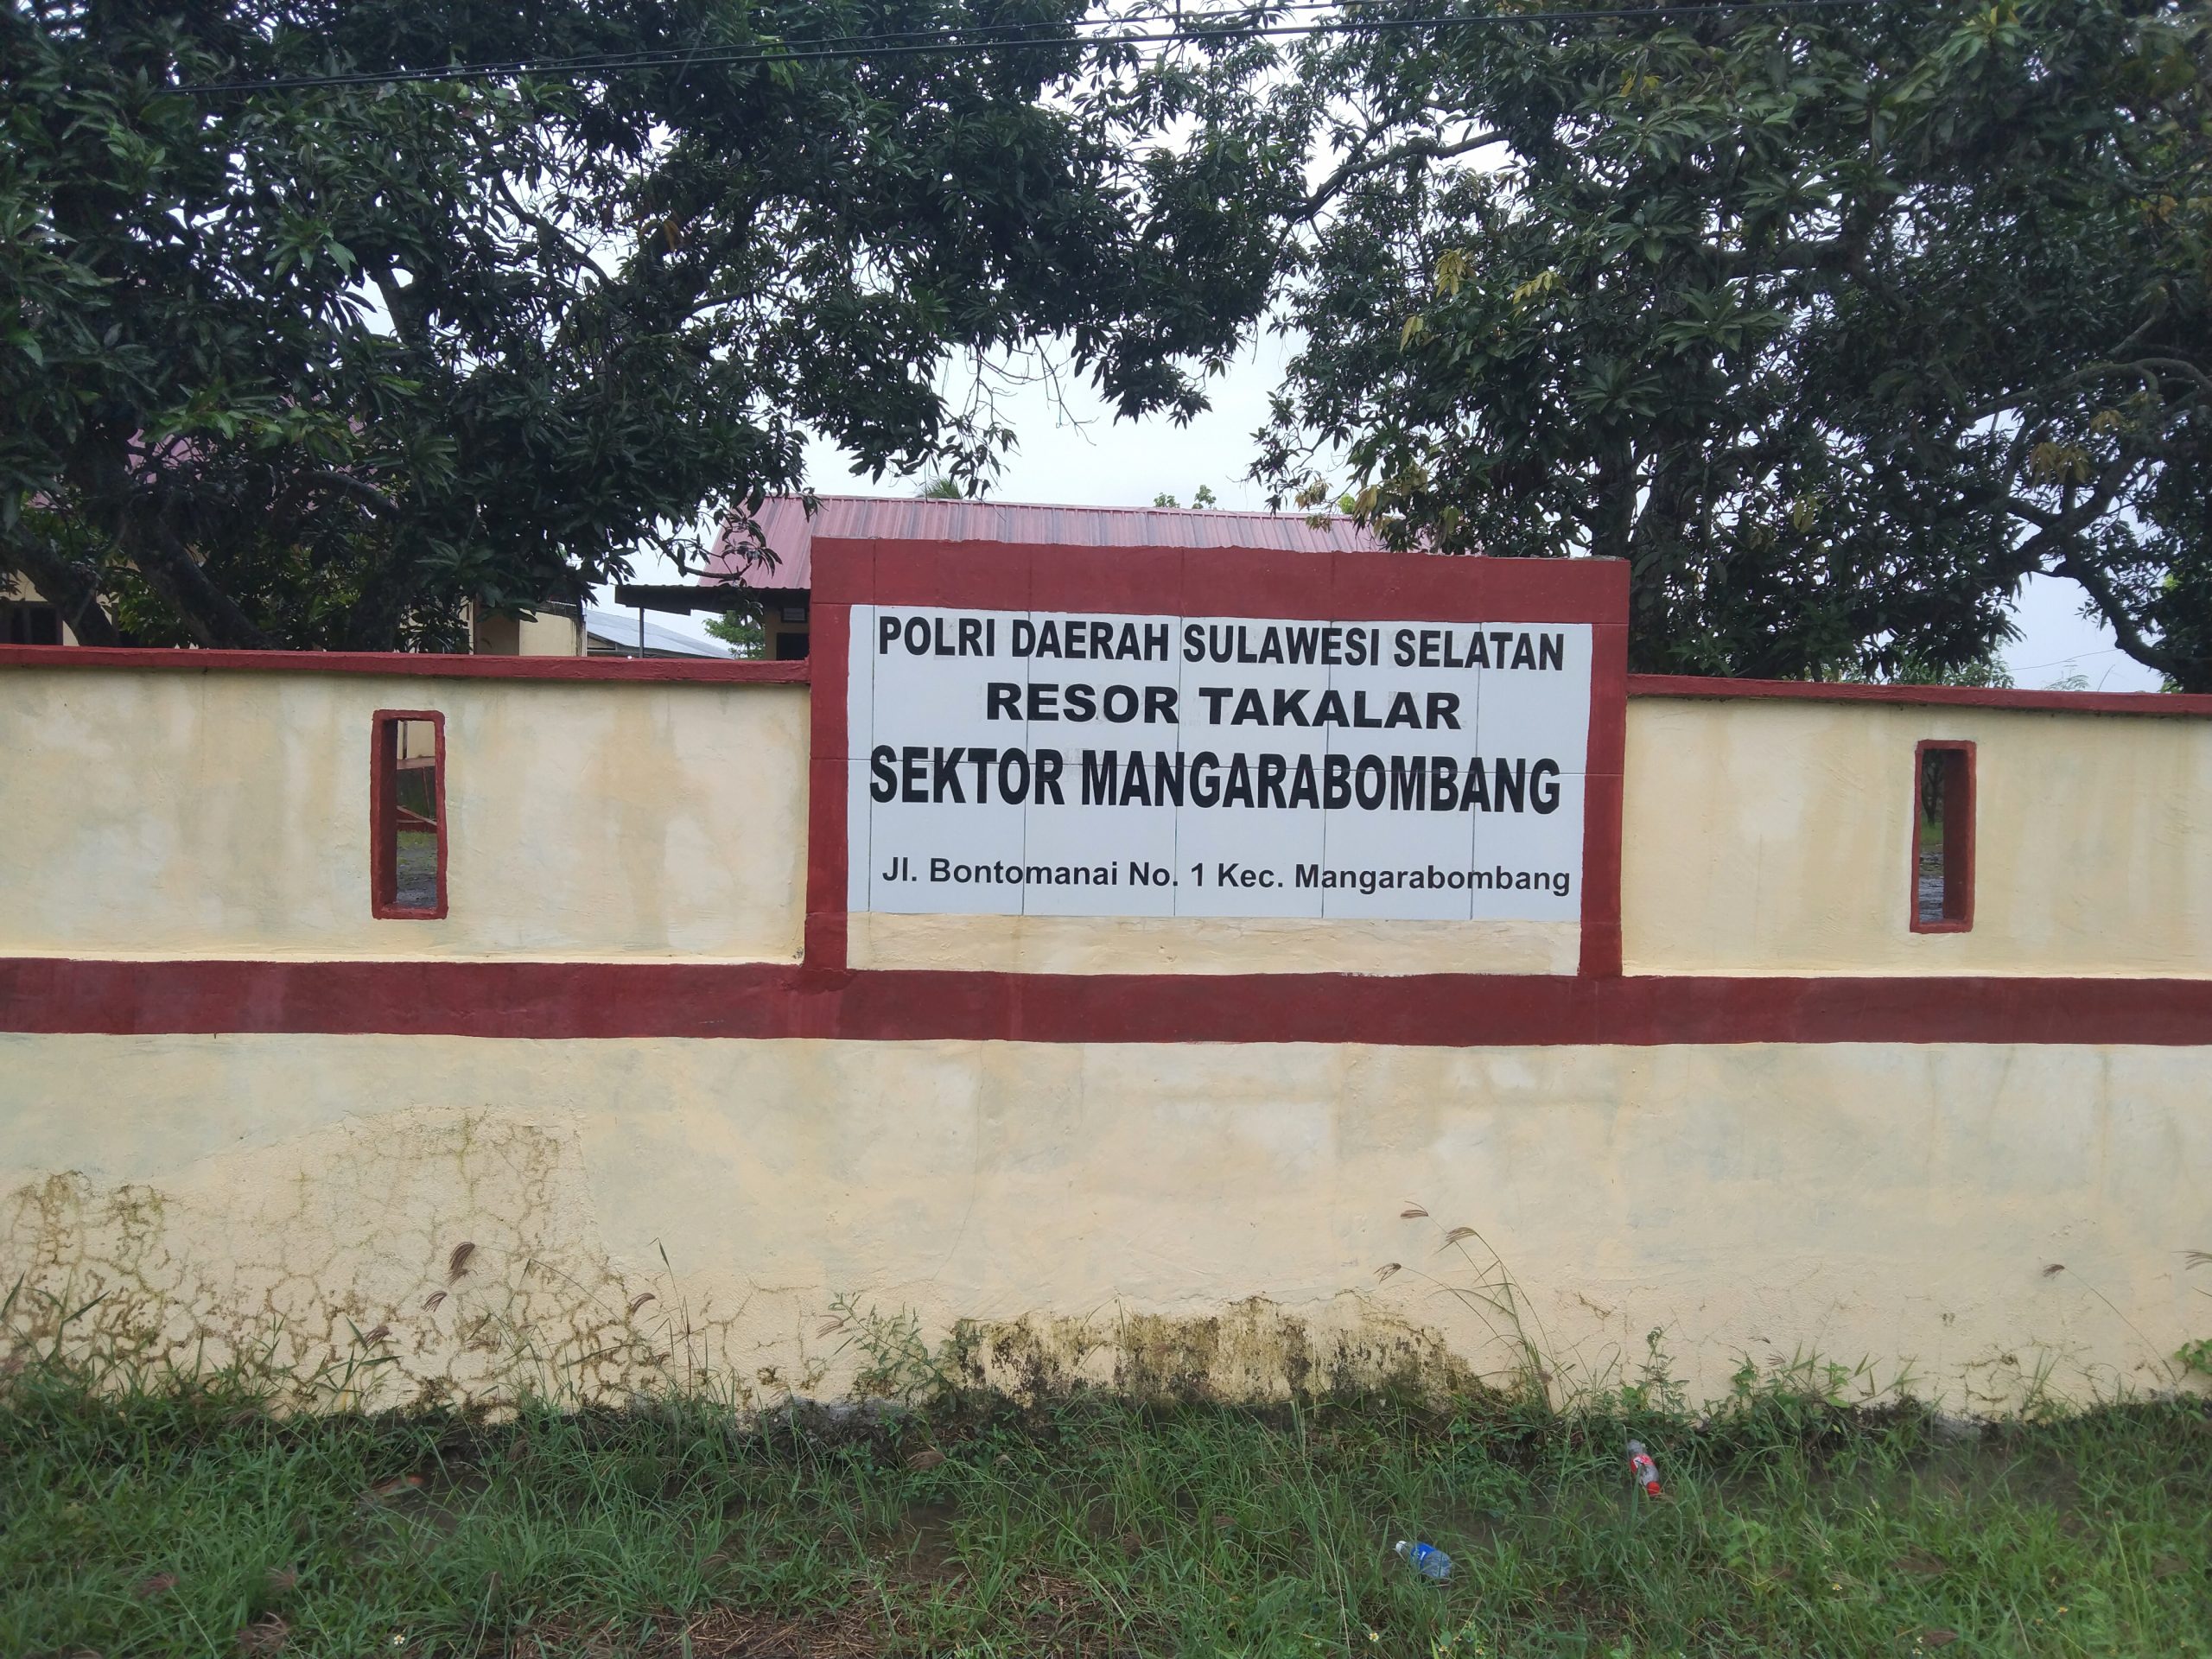 POLRI DAERAH SULAWESI SELATAN
RESOR TAKALAR
SEKTOR MANGARABOMBANG
Jl. Bontomanai No. 1 Kec. Mangarabombang